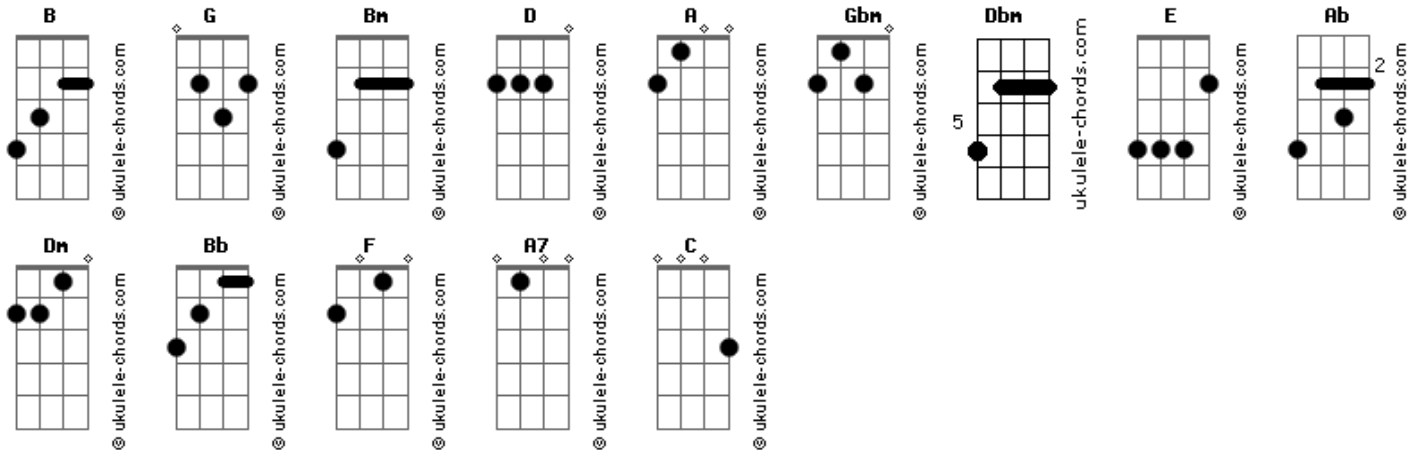 B G Bm D A Gbm Dbm E Ab
© ukulele-chords.com © ukulele-chords.com © ukulele-chords.com © ukulele-chords.com © ukulele-chords.com © ukulele-chords.com ukulele-chords.com © ukulele-chords.com © ukulele-chords.com
2
5
Dm Bb F A7 C
© ukulele-chords.com © ukulele-chords.com © ukulele-chords.com © ukulele-chords.com © ukulele-chords.com